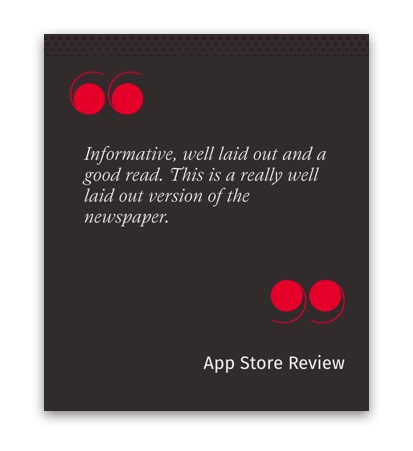 Informative, well laid out and a
good read. This is a really well
laid out version of the
newspaper.
App Store Review